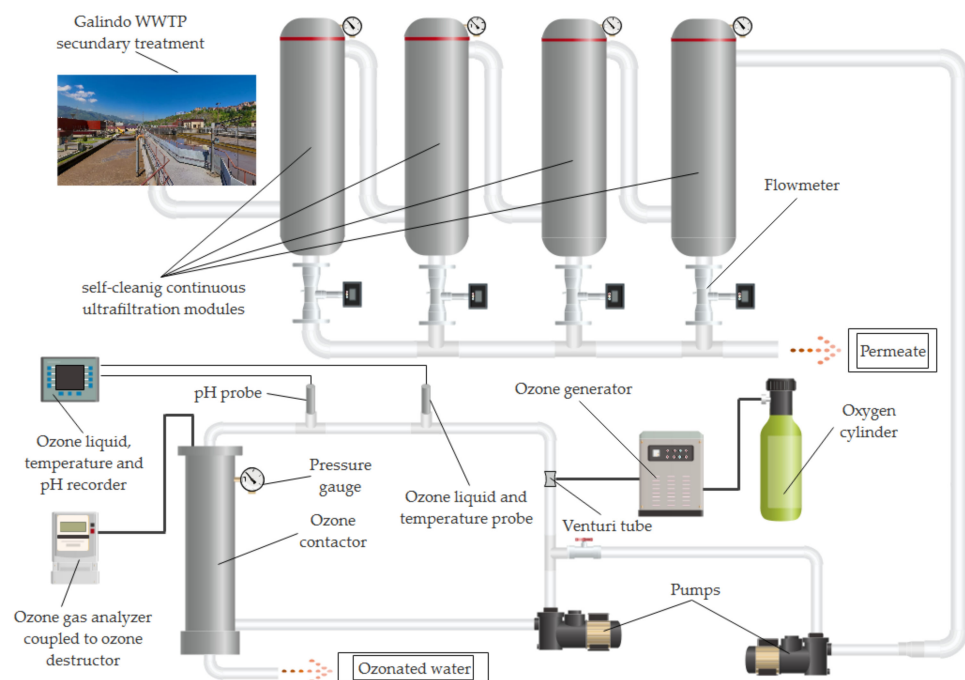 Galindo WWTP
secundary treatment
Flowmeter
self-cleanig continuous
ultrafiltration modules
Permeate
pH probe
Ozone generator
Oxygen
cylinder
Ozone liquid,
temperature and
pH recorder
Pressure
gauge
Ozone liquid and
temperature probe
Venturi tube
Ozone
contactor
Pumps
Ozone gas analyzer
coupled to ozone
destructor
Ozonated water